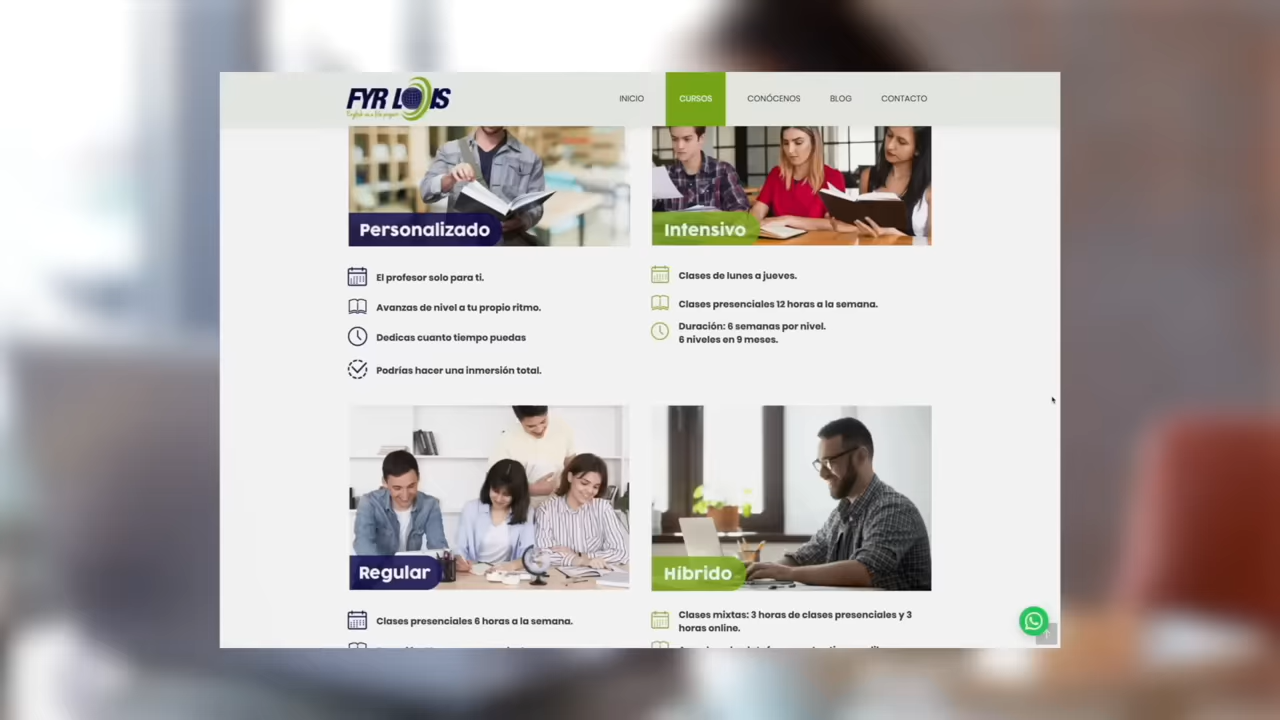 FYR LOIS
INICIO
CURSOS
CONÓCENOS
BLOG
CONTACTO
Personalizado
El profesor solo para ti.
Avanzas de nivel a tu propio ritmo.
Dedicas cuanto tiempo puedas
Podrías hacer una inmersión total.
Intensivo
Clases de lunes a jueves.
Clases presenciales 12 horas a la semana.
Duración: 6 semanas por nivel.
6 niveles en 9 meses.
Regular
Clases presenciales 6 horas a la semana.
Híbrido
Clases mixtas: 3 horas de clases presenciales y 3
horas online.